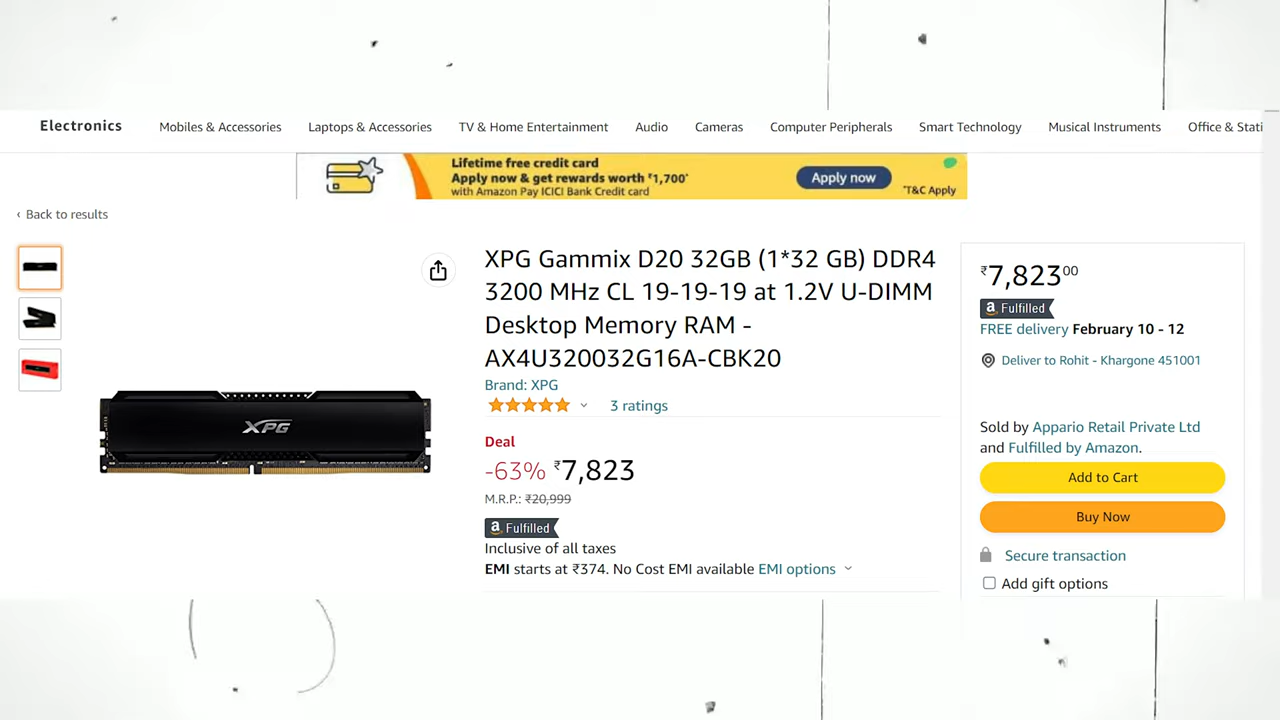 Electronics
Mobiles & Accessories
Laptops & Accessories
TV & Home Entertainment
Audio
Cameras
Computer Peripherals
Smart Technology
Musical Instruments
Office & Stati
Lifetime free credit card
Apply now & get rewards worth ₹1,700*
with Amazon Pay ICICI Bank Credit card
Apply now
*T&C Apply
‹ Back to results
XPG Gammix D20 32GB (1*32 GB) DDR4
3200 MHz CL 19-19-19 at 1.2V U-DIMM
Desktop Memory RAM -
AX4U320032G16A-CBK20
Brand: XPG
3 ratings
Deal
-63% ₹7,823
M.R.P.: ₹20,999
a Fulfilled
Inclusive of all taxes
EMI starts at ₹374. No Cost EMI available EMI options
XPG
₹7,82300
a Fulfilled
FREE delivery February 10 - 12
Deliver to Rohit - Khargone 451001
Sold by Appario Retail Private Ltd
and Fulfilled by Amazon.
Add to Cart
Buy Now
Secure transaction
Add gift options